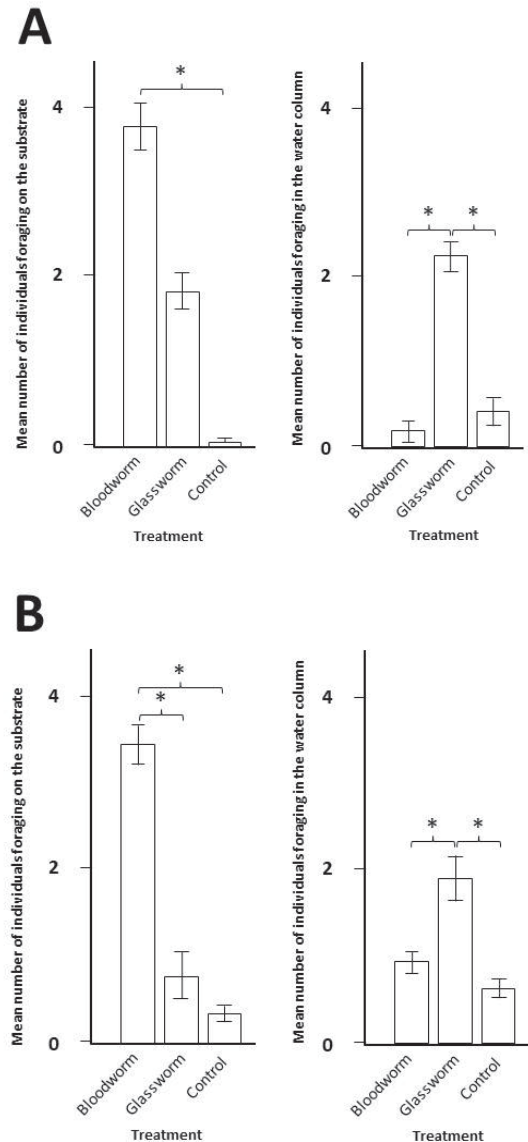 A
Mean number of individuals foraging on the substrate
4
2
0
*
Bloodworm
Glassworm
Control
Treatment
Mean number of individuals foraging in the water column
4
2
0
* *
Bloodworm
Glassworm
Control
Treatment
B
Mean number of individuals foraging on the substrate
4
2
0
*
*
Bloodworm
Glassworm
Control
Treatment
Mean number of individuals foraging in the water column
4
2
0
* *
Bloodworm
Glassworm
Control
Treatment